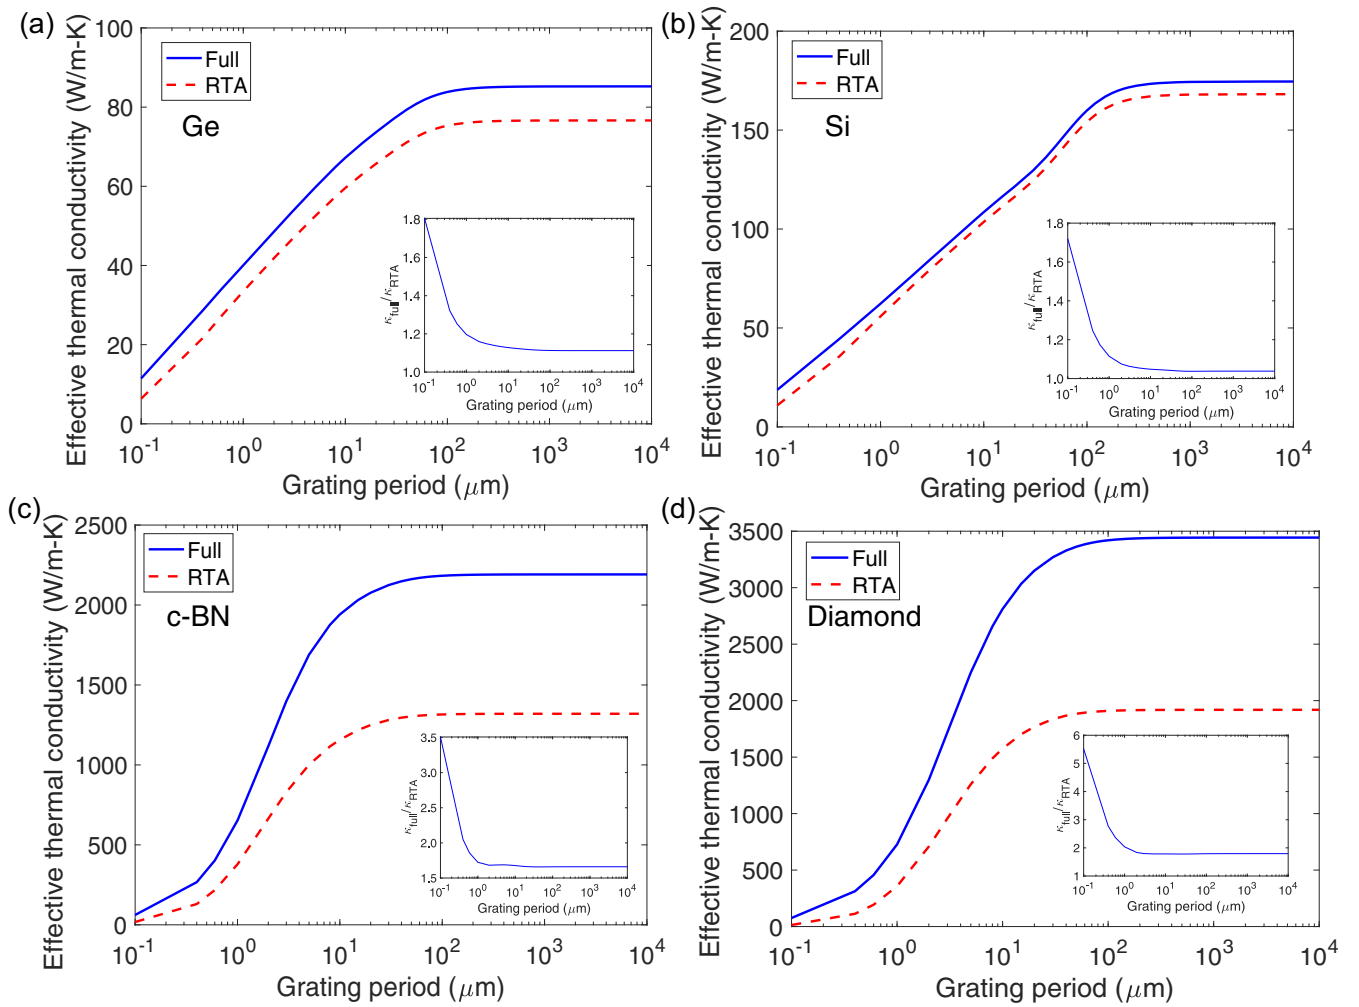 (a)
Effective thermal conductivity (W/m-K)
100
80
60
40
20
0
Full
RTA
Ge
κfull/κRTA
1.8
1.6
1.4
1.2
1.0
10-1 100 101 102 103 104
Grating period (μm)
10-1 100 101 102 103 104
Grating period (μm)
(b)
Effective thermal conductivity (W/m-K)
200
150
100
50
0
Full
RTA
Si
κfull/κRTA
1.8
1.6
1.4
1.2
1.0
10-1 100 101 102 103 104
Grating period (μm)
10-1 100 101 102 103 104
Grating period (μm)
(c)
Effective thermal conductivity (W/m-K)
2500
2000
1500
1000
500
0
Full
RTA
c-BN
κfull/κRTA
3.5
3.0
2.5
2.0
1.5
10-1 100 101 102 103 104
Grating period (μm)
10-1 100 101 102 103 104
Grating period (μm)
(d)
Effective thermal conductivity (W/m-K)
3500
3000
2500
2000
1500
1000
500
0
Full
RTA
Diamond
κfull/κRTA
6
5
4
3
2
1
10-1 100 101 102 103 104
Grating period (μm)
10-1 100 101 102 103 104
Grating period (μm)